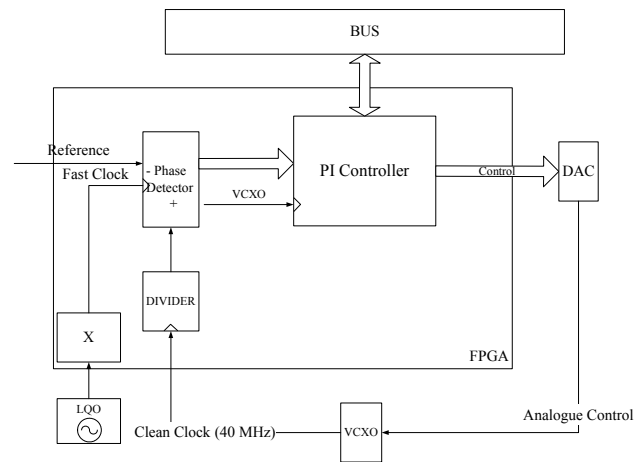 BUS
Reference
Fast Clock
- Phase
Detector
+
VCXO
PI Controller
Control
DAC
DIVIDER
X
FPGA
LQO
Clean Clock (40 MHz)
VCXO
Analogue Control